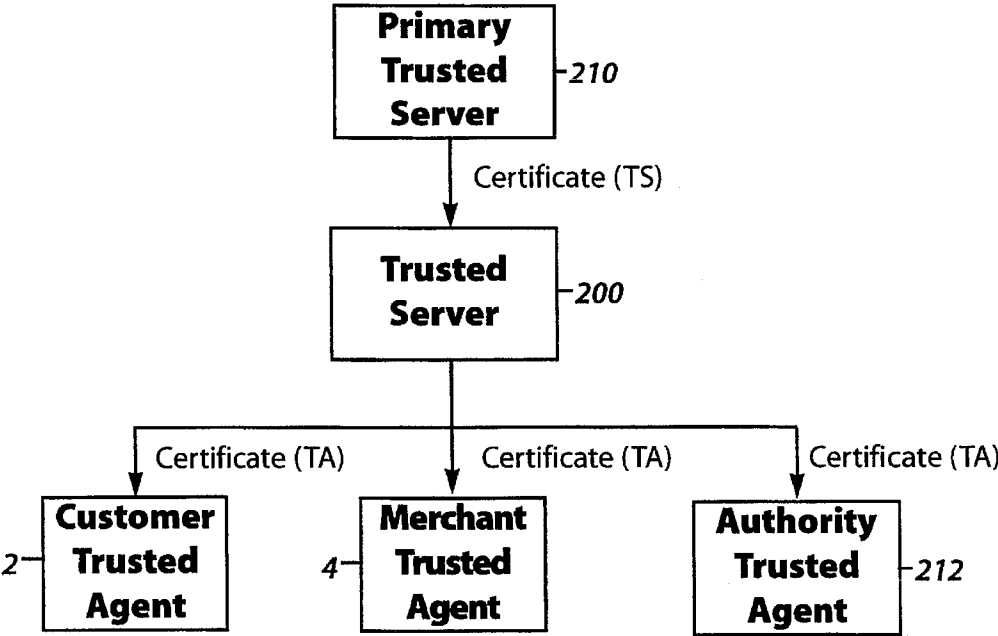 Primary
Trusted
Server
210
Certificate (TS)
Trusted
Server
200
Certificate (TA)
Certificate (TA)
Certificate (TA)
Customer
Trusted
Agent
2
Merchant
Trusted
Agent
4
Authority
Trusted
Agent
212